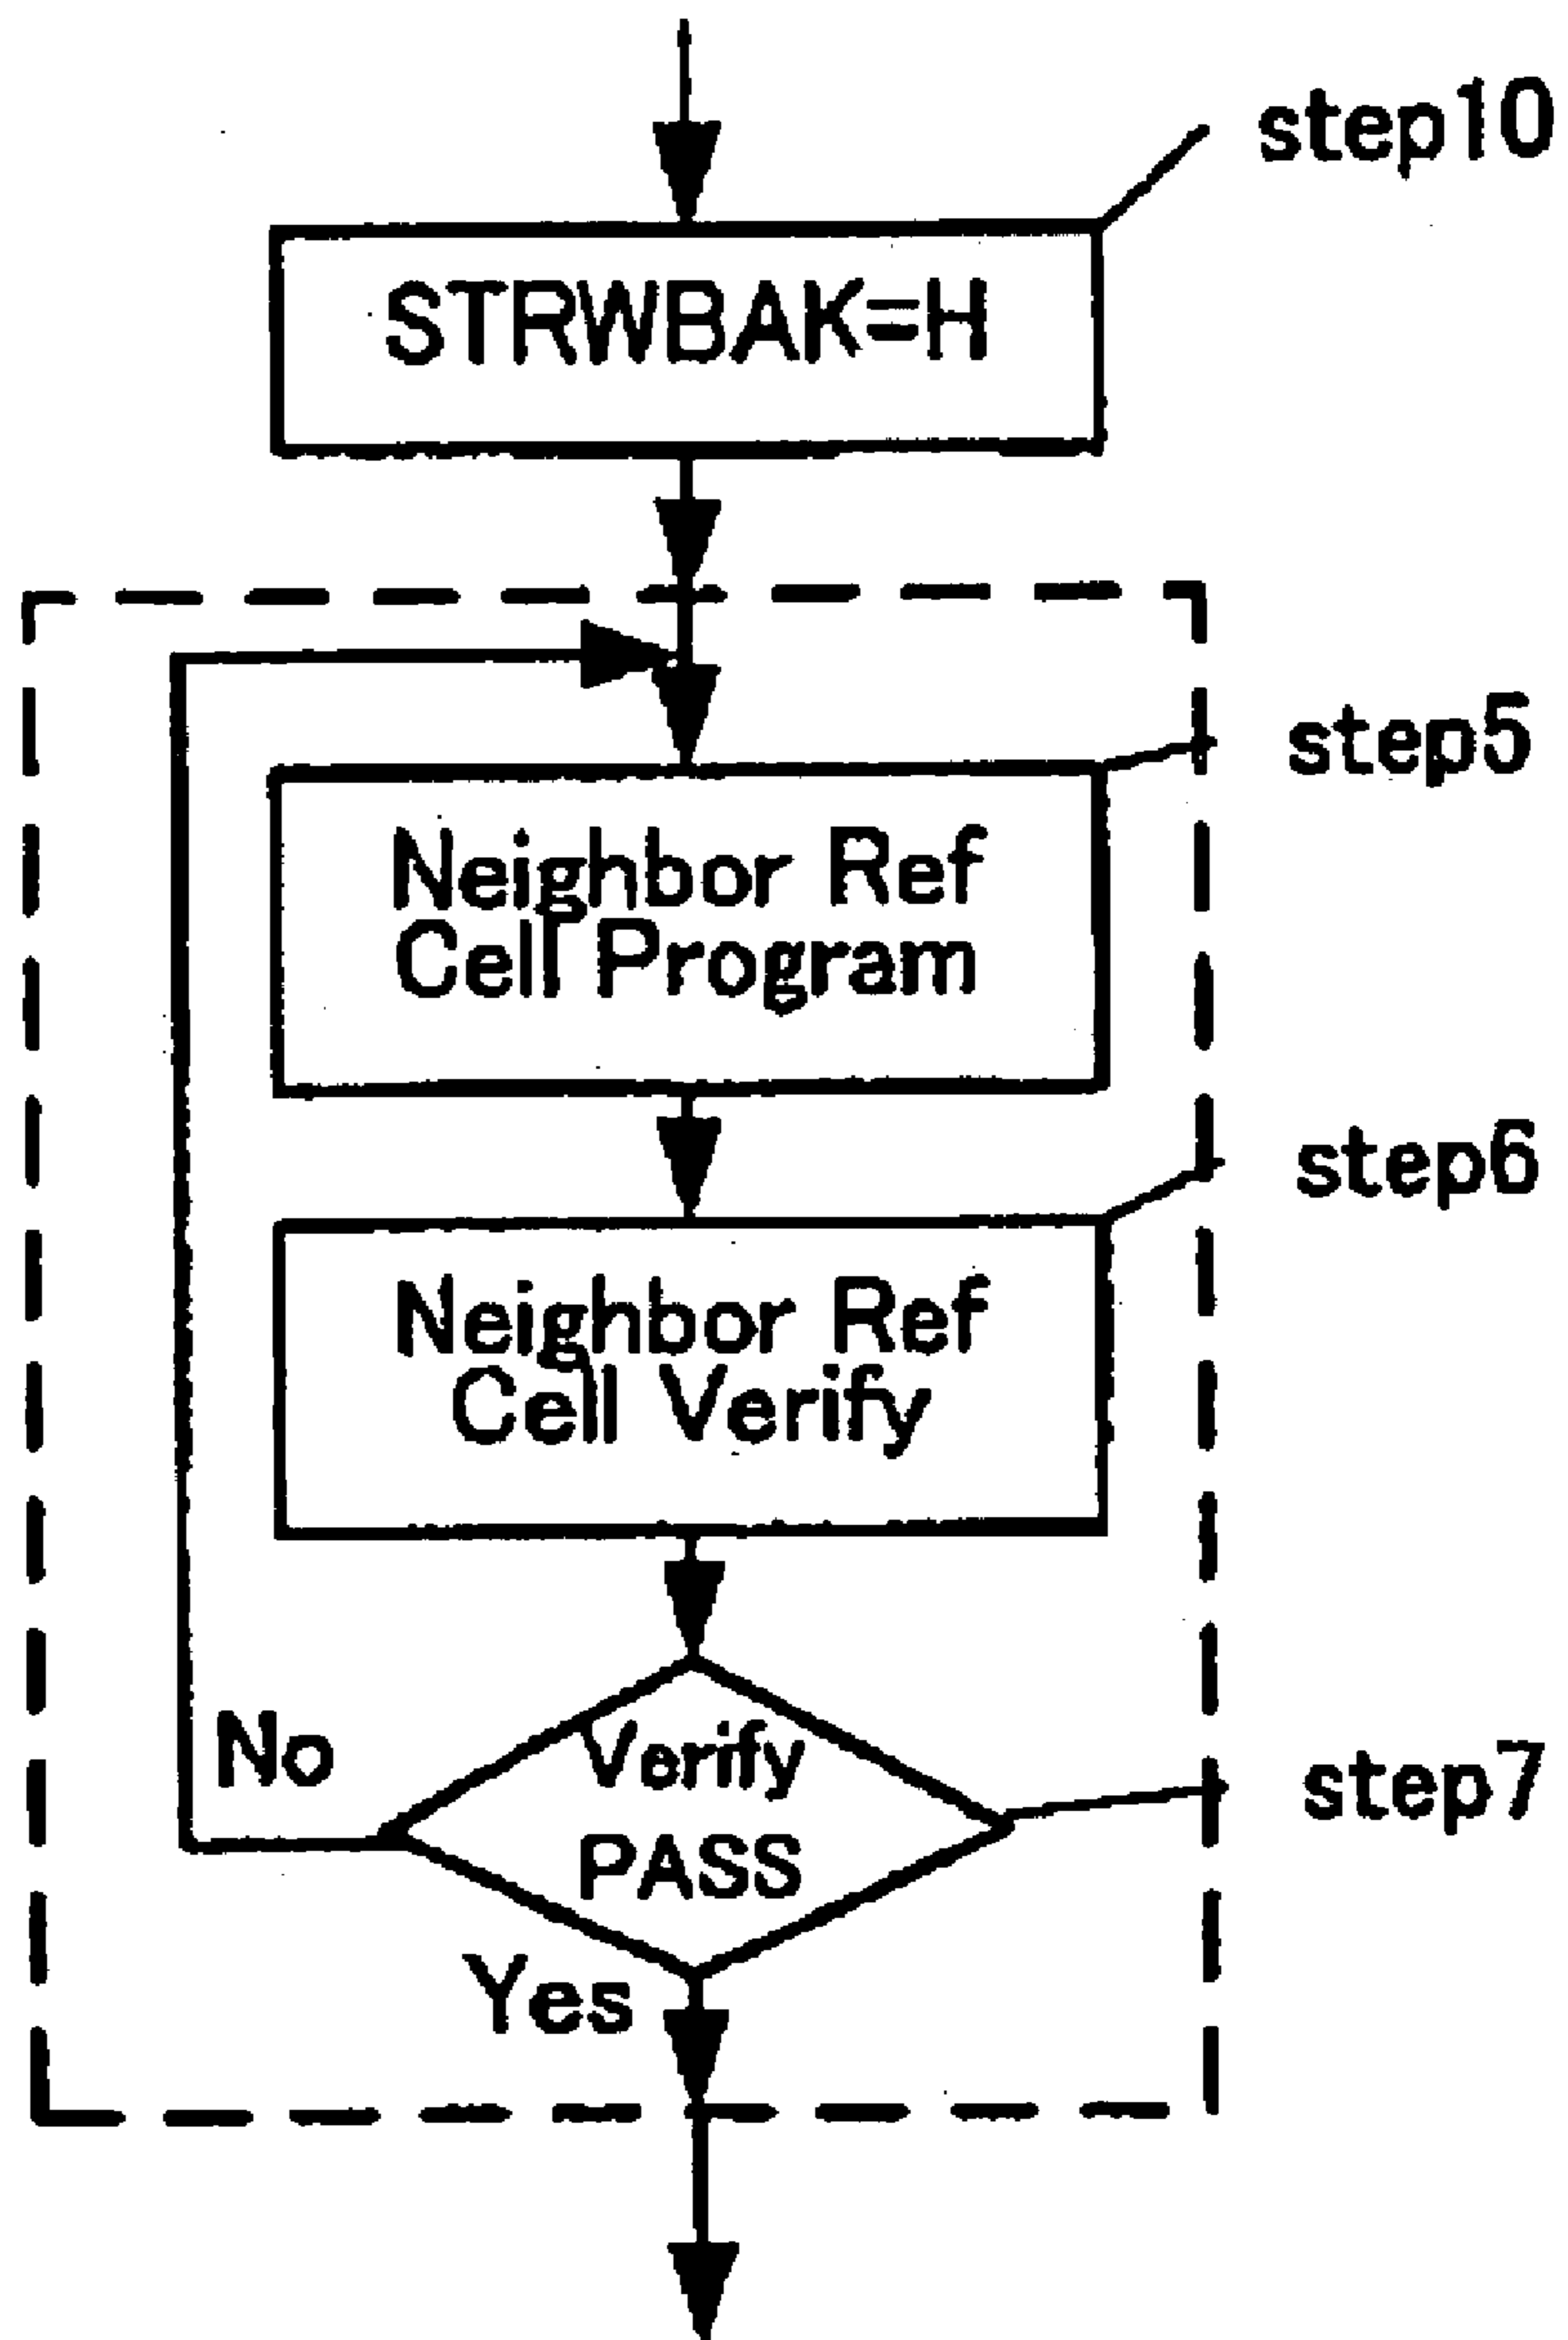 step10
STRWBAK=H
step5
Neighbor Ref
Cell Program
step6
Neighbor Ref
Cell Verify
No
Verify
PASS
step7
Yes